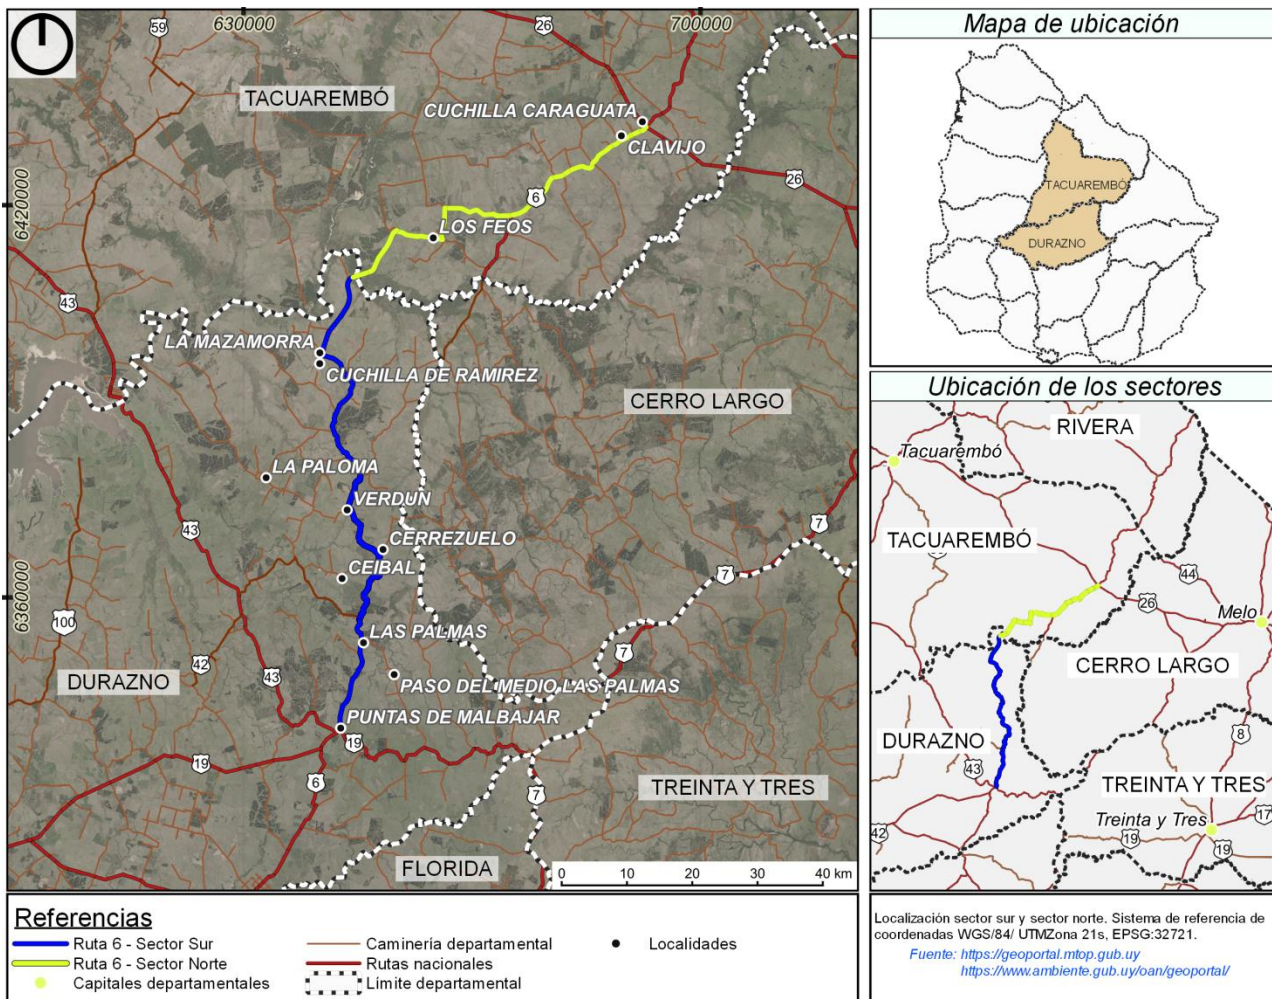 630000
700000
59
26
TACUAREMBÓ
CUCHILLA CARAGUATA
CLAVIJO
26
6
6420000
LOS FEOS
43
LA MAZAMORRA
CUCHILLA DE RAMIREZ
CERRO LARGO
LA PALOMA
VERDUN
7
43
CERREZUELO
CEIBAL
7
6360000
100
LAS PALMAS
7
42
43
DURAZNO
PASO DEL MEDIO LAS PALMAS
PUNTAS DE MALBAJAR
19
19
6
TREINTA Y TRES
7
FLORIDA
0 10 20 30 40 km
Mapa de ubicación
TACUAREMBÓ
DURAZNO
Ubicación de los sectores
RIVERA
Tacuarembó
TACUAREMBÓ
44
26
Melo
CERRO LARGO
DURAZNO
8
43
TREINTA Y TRES
Treinta y Tres
17
42
19
19
Referencias
Ruta 6 - Sector Sur
Ruta 6 - Sector Norte
Capitales departamentales
Caminería departamental
Rutas nacionales
Límite departamental
Localidades
Localización sector sur y sector norte. Sistema de referencia de
coordenadas WGS/84/ UTMZona 21s, EPSG:32721.
Fuente: https://geoportal.mtop.gub.uy
https://www.ambiente.gub.uy/oan/geoportal/